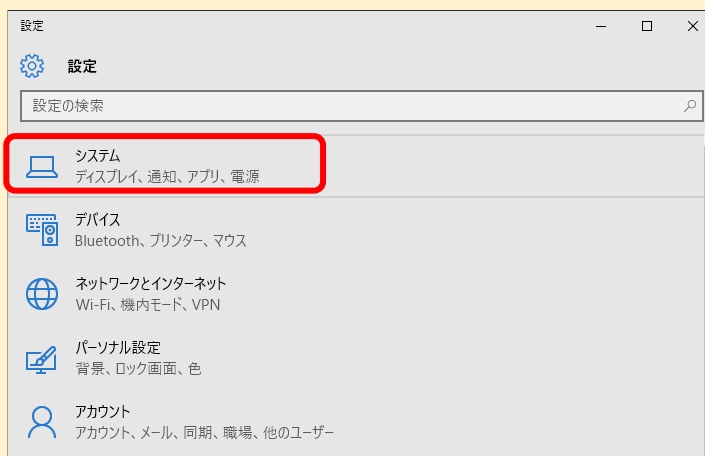 設定
設定
設定の検索
システム
ディスプレイ、通知、アプリ、電源
デバイス
Bluetooth、プリンター、マウス
ネットワークとインターネット
Wi-Fi、機内モード、VPN
パーソナル設定
背景、ロック画面、色
アカウント
アカウント、メール、同期、職場、他のユーザー